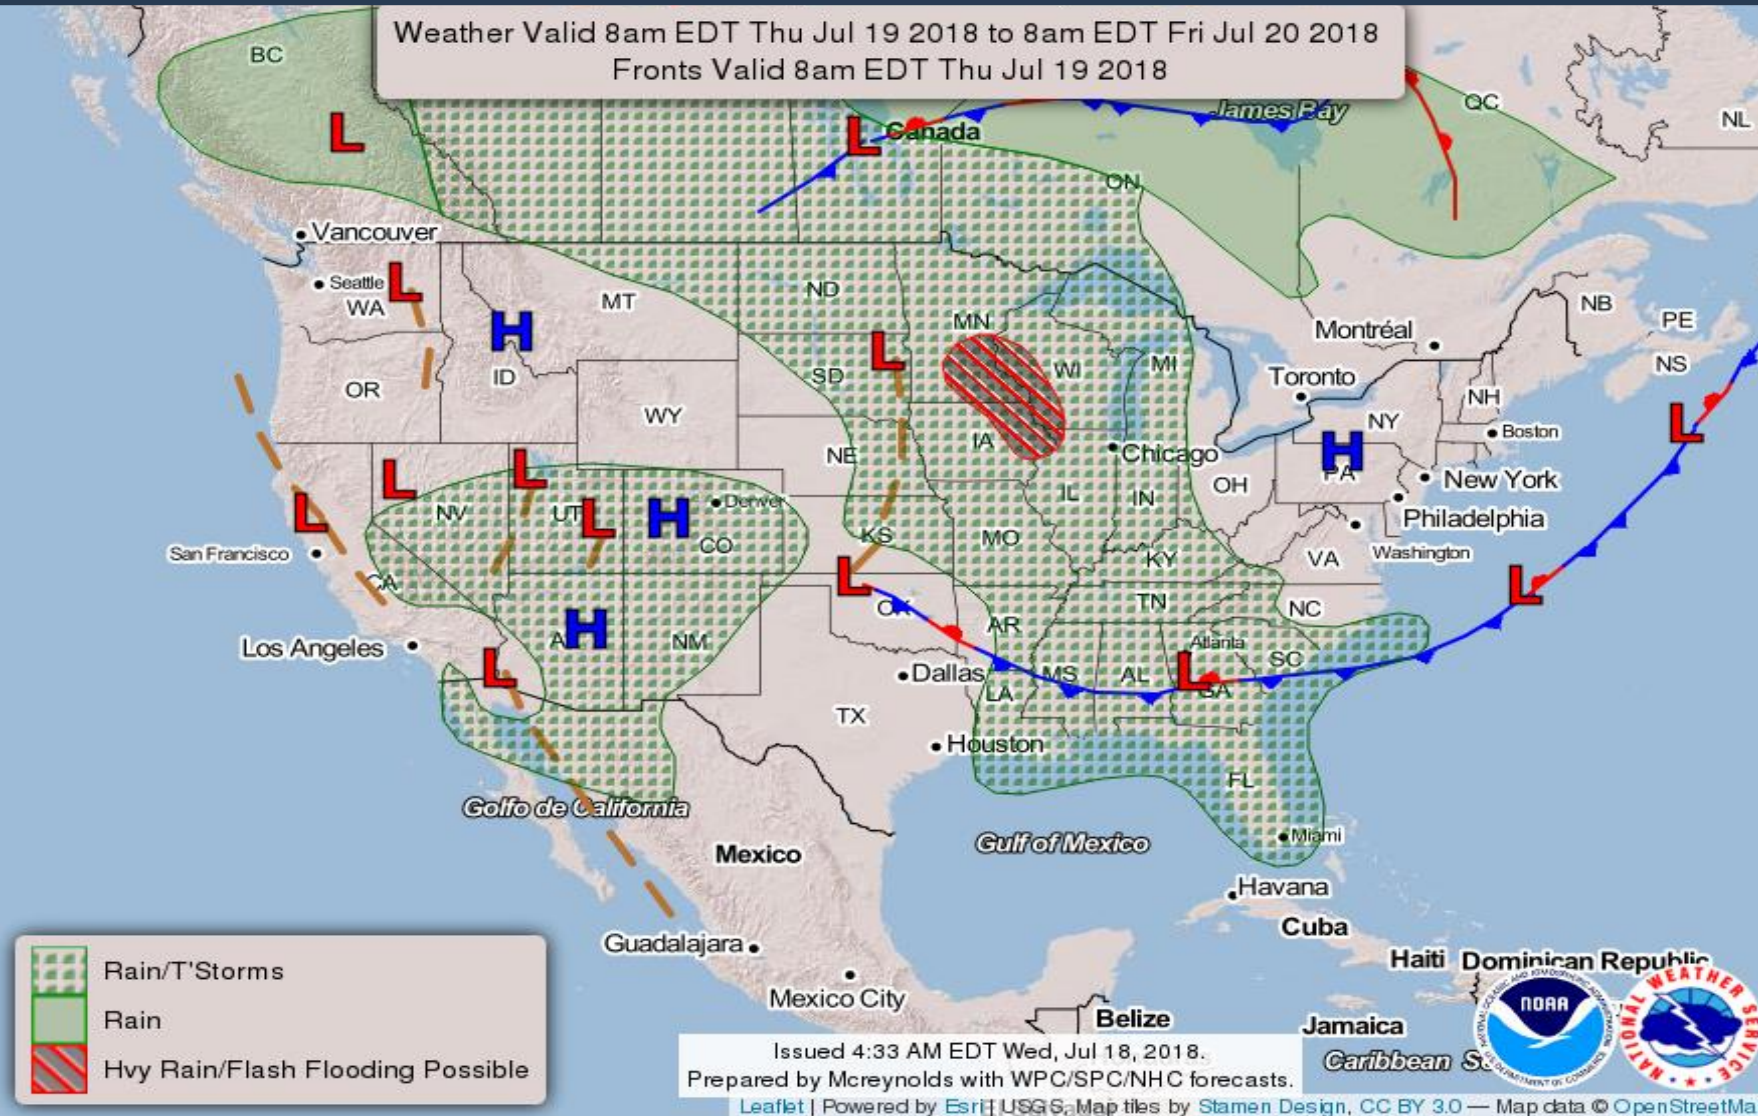 Weather Valid 8am EDT Thu Jul 19 2018 to 8am EDT Fri Jul 20 2018
Fronts Valid 8am EDT Thu Jul 19 2018
BC
QC
NL
James Bay
L
L
Canada
ON
Vancouver
Seattle
L
WA
MT
ND
MN
NB
PE
Montréal
NS
H
ID
OR
WY
SD
L
WI
MI
Toronto
NH
NY
Boston
L
H
PA
New York
Philadelphia
Washington
L
L
L
H
L
NV
UT
Denver
CO
NE
IA
Chicago
IL
IN
OH
San Francisco
CA
KS
MO
KY
VA
L
L
OK
AR
TN
NC
Los Angeles
L
H
NM
Dallas
LA
MS
AL
Atlanta
L
GA
SC
TX
Houston
FL
Miami
Golfo de California
Mexico
Gulf of Mexico
Havana
Cuba
Guadalajara
Mexico City
Haiti
Dominican Republic
Belize
Jamaica
Caribbean
Rain/T'Storms
Rain
Hvy Rain/Flash Flooding Possible
NOAA
NATIONAL WEATHER SERVICE
Issued 4:33 AM EDT Wed, Jul 18, 2018.
Prepared by Mcreynolds with WPC/SPC/NHC forecasts.
Leaflet | Powered by Esri | USGS, Map tiles by Stamen Design, CC BY 3.0 — Map data © OpenStreetMa